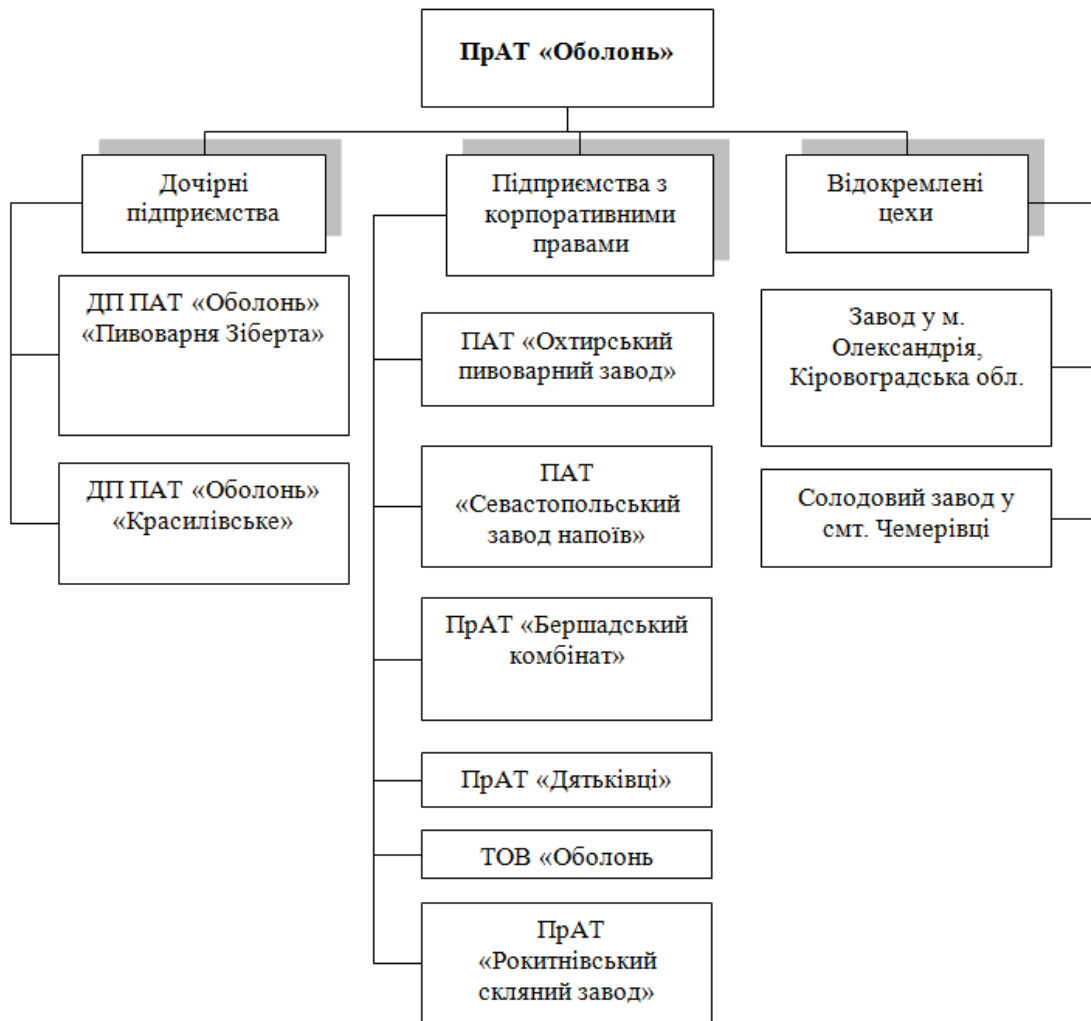 ПрАТ «Оболонь»
Дочірні
підприємства
ДП ПАТ «Оболонь»
«Пивоварня Зіберта»
ДП ПАТ «Оболонь»
«Красилівське»
Підприємства з
корпоративними
правами
ПАТ «Охтирський
пивоварний завод»
ПАТ
«Севастопольський
завод напоїв»
ПрАТ «Бершадський
комбінат»
ПрАТ «Дятьківці»
ТОВ «Оболонь
ПрАТ
«Рокитнівський
скляний завод»
Відокремлені
цехи
Завод у м.
Олександрія,
Кіровоградська обл.
Солодовий завод у
смт. Чемерівці